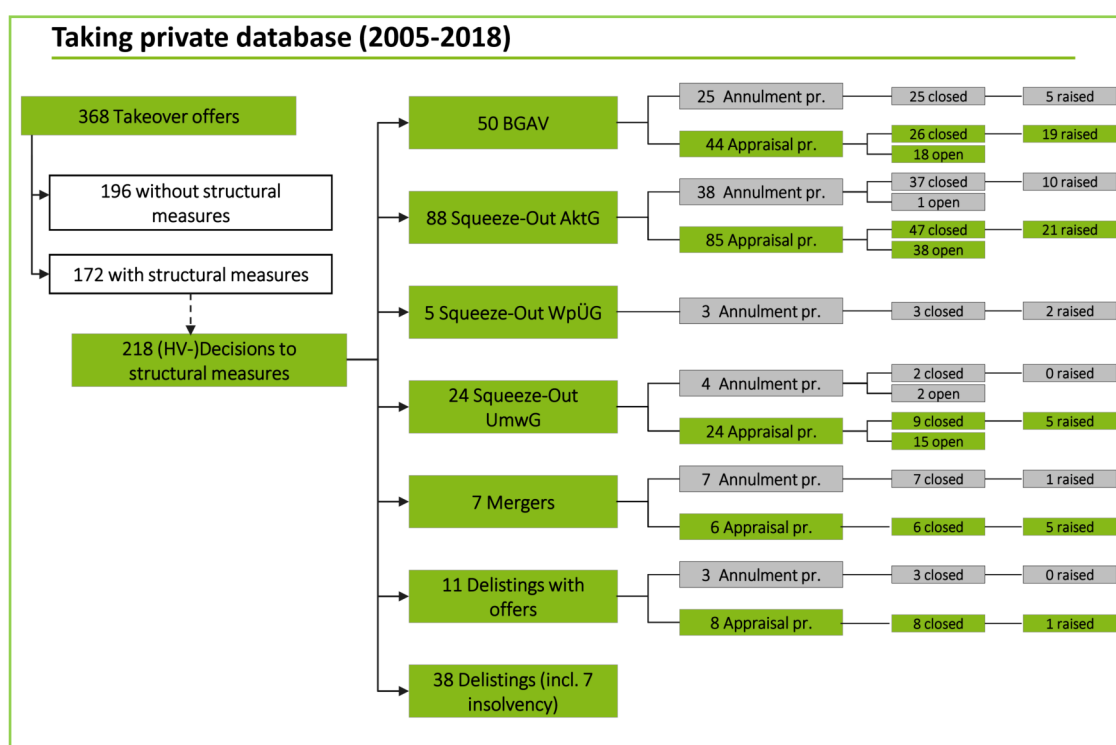 Taking private database (2005-2018)
368 Takeover offers
196 without structural
measures
172 with structural measures
218 (HV-)Decisions to
structural measures
50 BGAV
25 Annulment pr.
25 closed
5 raised
44 Appraisal pr.
26 closed
19 raised
18 open
88 Squeeze-Out AktG
38 Annulment pr.
37 closed
10 raised
1 open
85 Appraisal pr.
47 closed
21 raised
38 open
5 Squeeze-Out WpÜG
3 Annulment pr.
3 closed
2 raised
24 Squeeze-Out
UmwG
4 Annulment pr.
2 closed
0 raised
2 open
24 Appraisal pr.
9 closed
5 raised
15 open
7 Mergers
7 Annulment pr.
7 closed
1 raised
6 Appraisal pr.
6 closed
5 raised
11 Delistings with
offers
3 Annulment pr.
3 closed
0 raised
8 Appraisal pr.
8 closed
1 raised
38 Delistings (incl. 7
insolvency)